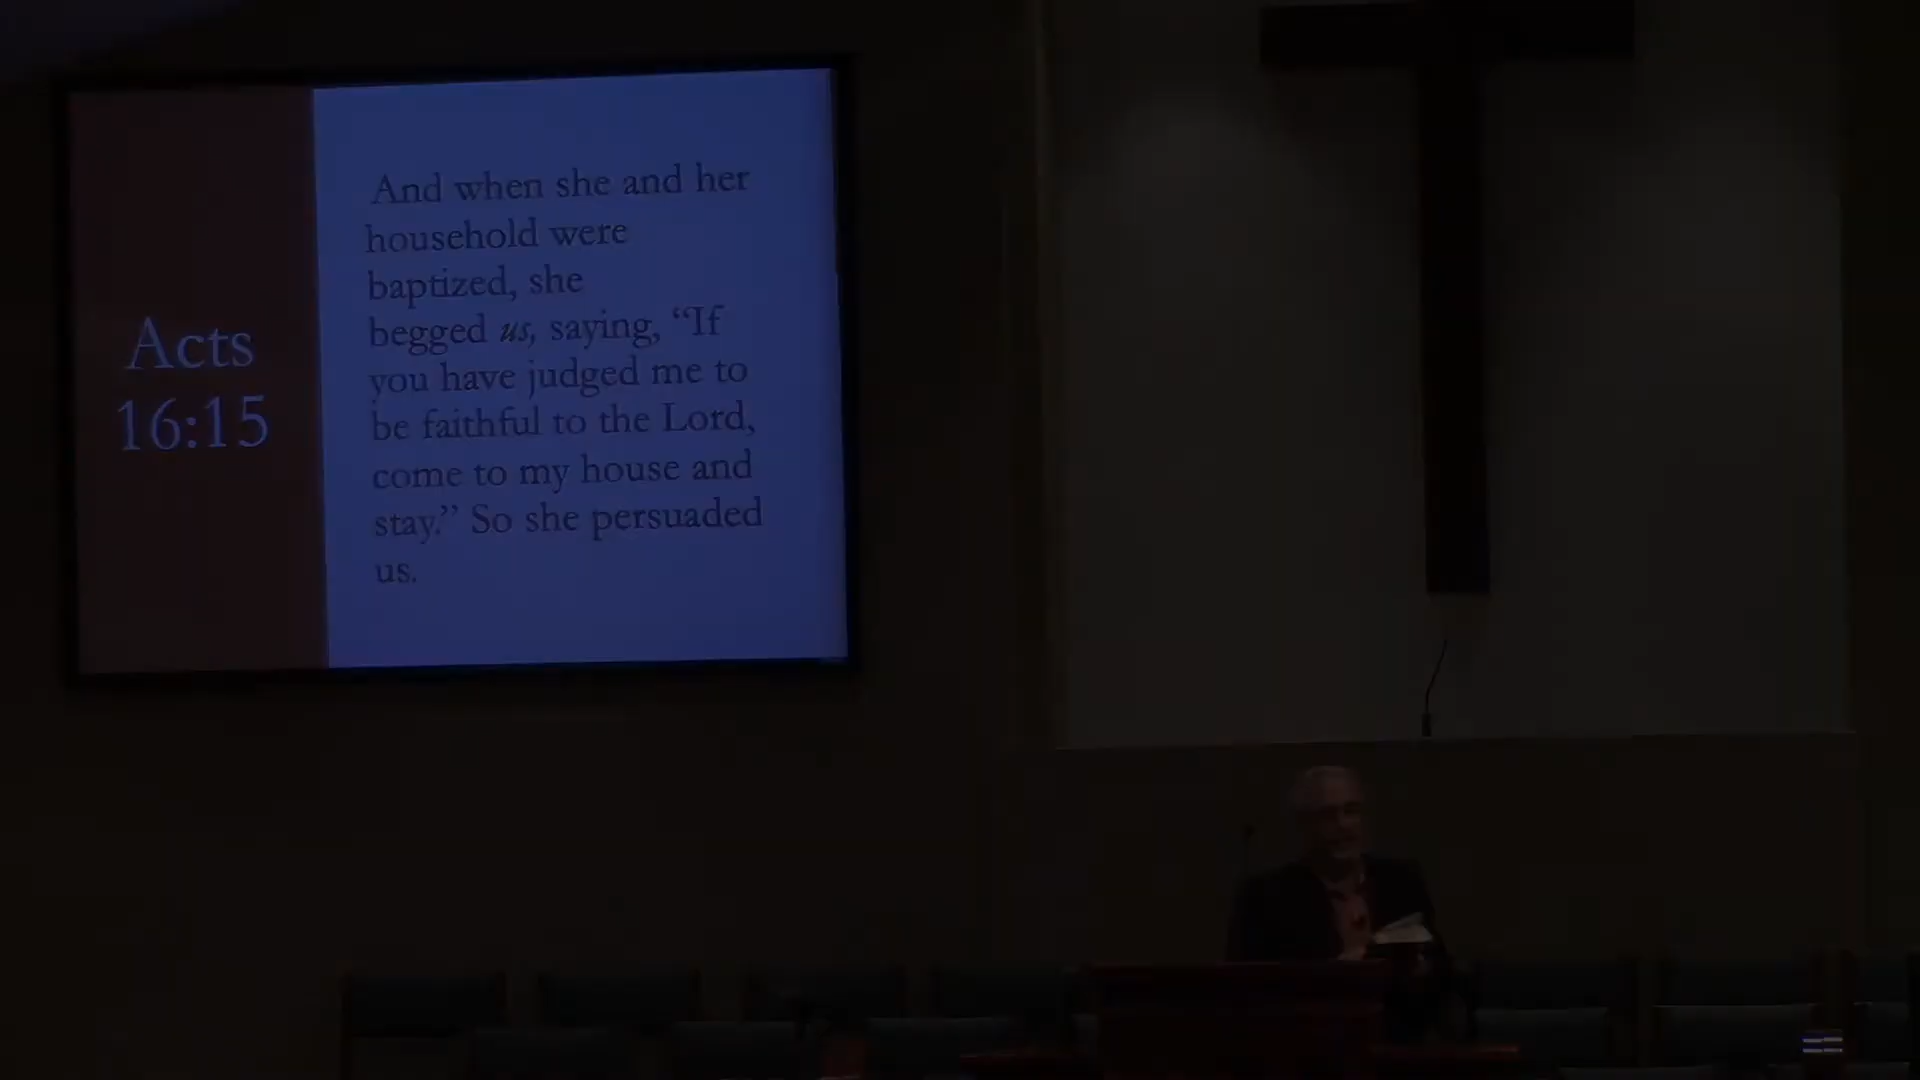 Acts
16:15
And when she and her
household were
baptized, she
begged us, saying, “If
you have judged me to
be faithful to the Lord,
come to my house and
stay.” So she persuaded
us.